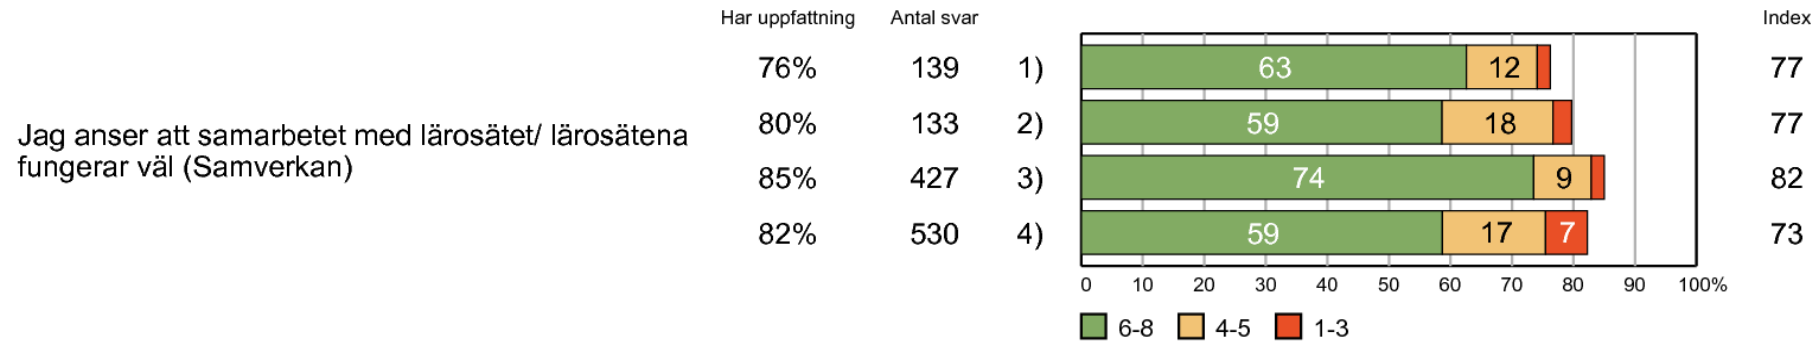 Har uppfattning Antal svar Index
76% 139 1) 63 12 77
80% 133 2) 59 18 77
Jag anser att samarbetet med lärosätet/ lärosätena
fungerar väl (Samverkan)
85% 427 3) 74 9 82
82% 530 4) 59 17 7 73
0 10 20 30 40 50 60 70 80 90 100%
6-8 4-5 1-3